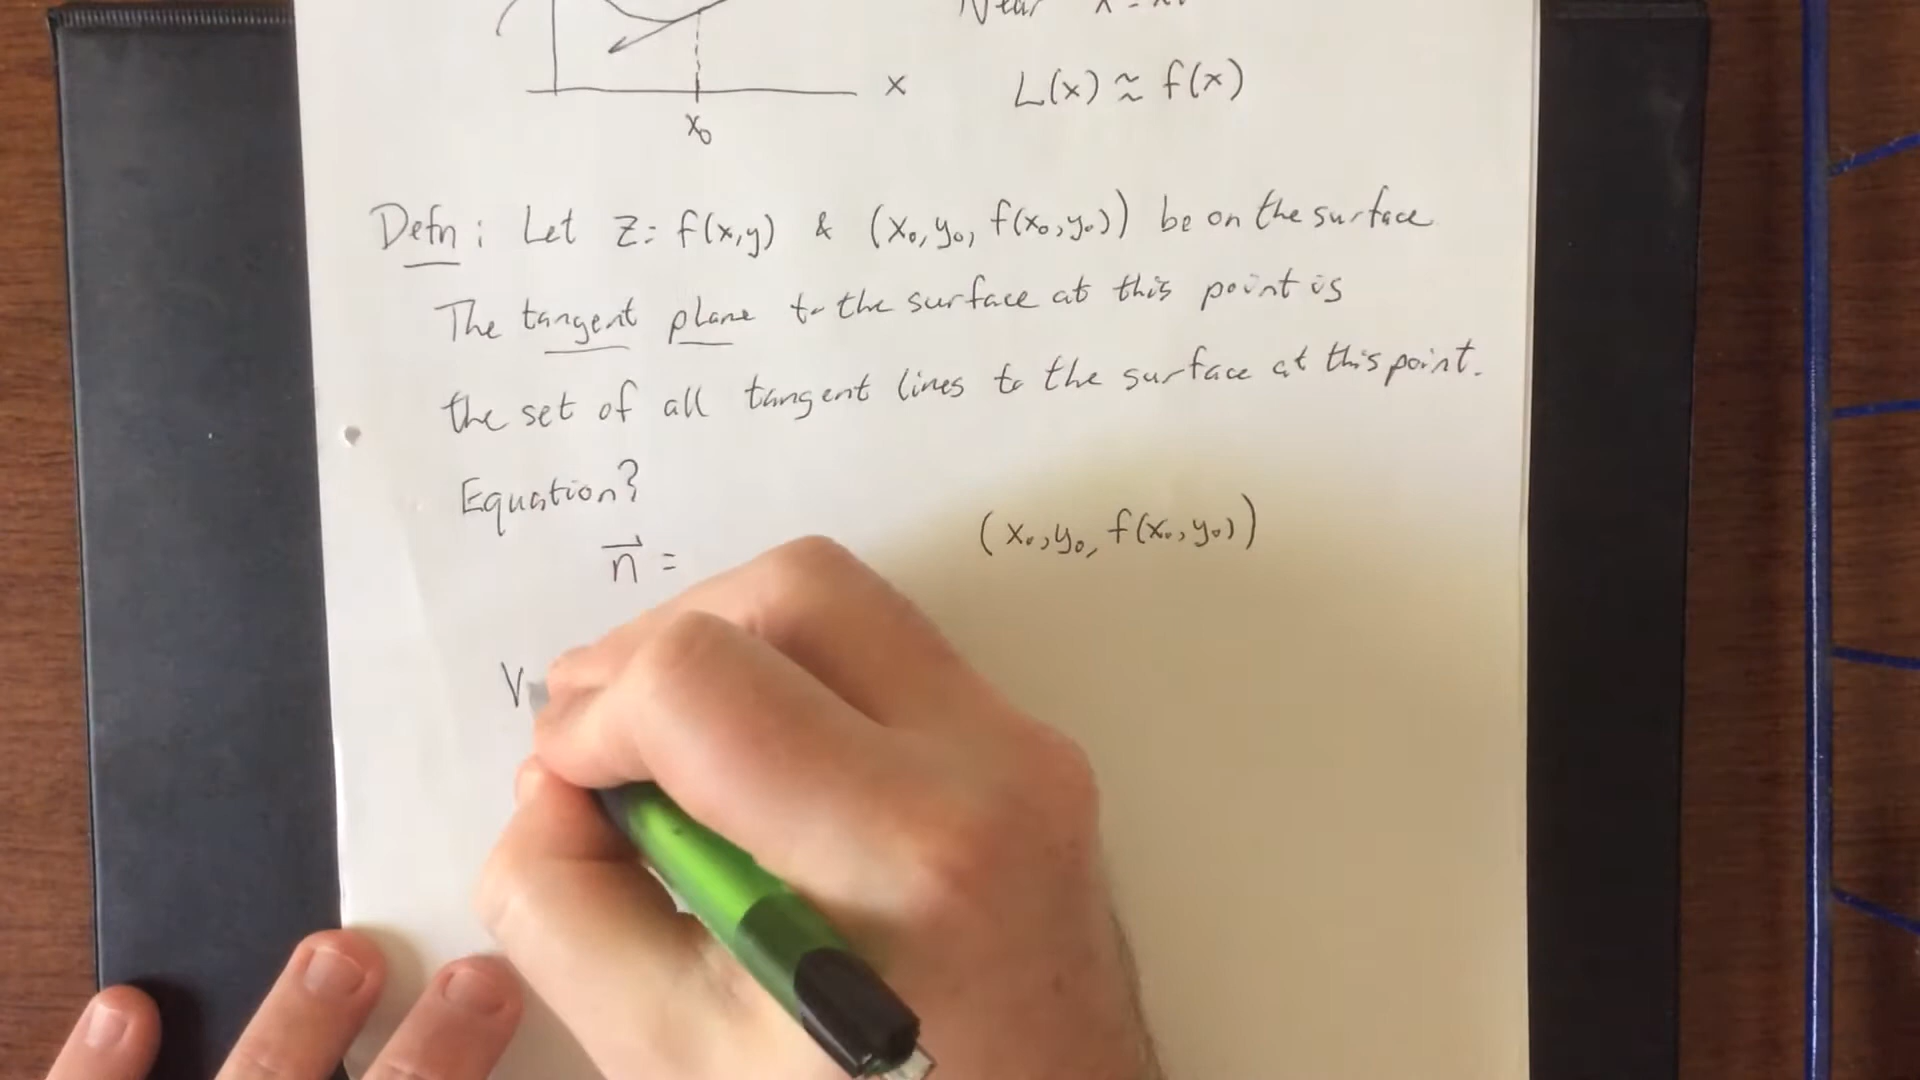 x
L(x) ≈ f(x)
x₀
Defn: Let z = f(x,y) & (x₀, y₀, f(x₀,y₀)) be on the surface.
The tangent plane to the surface at this point is
the set of all tangent lines to the surface at this point.
Equation?
(x₀, y₀, f(x₀, y₀))
n⃗ =
V